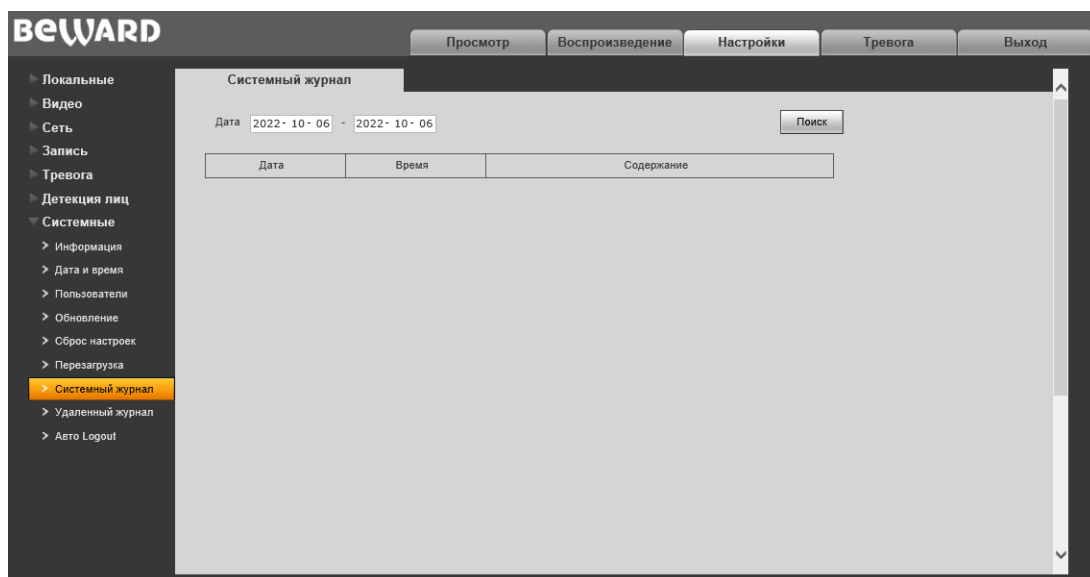 BEWARD
Просмотр Воспроизведение Настройки Тревога Выход
Локальные
Видео
Сеть
Запись
Тревога
Детекция лиц
Системные
Информация
Дата и время
Пользователи
Обновление
Сброс настроек
Перезагрузка
Системный журнал
Удаленный журнал
Авто Logout
Системный журнал
Дата 2022- 10- 06 - 2022- 10- 06 Поиск
Дата Время Содержание